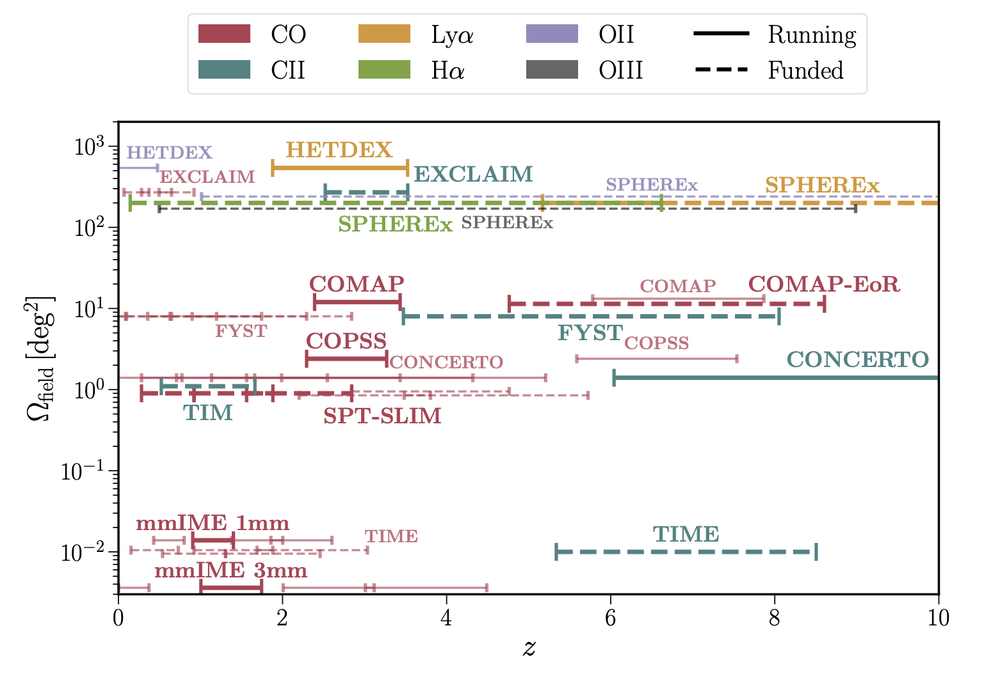 CO Lyα OII Running
CII Hα OIII Funded
10³
HETDEX
HETDEX
EXCLAIM
EXCLAIM
SPHEREx
SPHEREx
10²
SPHEREx
SPHEREx
COMAP
COMAP
COMAP-EoR
10¹
FYST
FYST
COPSS
COPSS
CONCERTO
CONCERTO
10⁰
TIM
SPT-SLIM
10⁻¹
mmIME 1mm
TIME
TIME
10⁻²
mmIME 3mm
Ω_field [deg²]
0 2 4 6 8 10
z